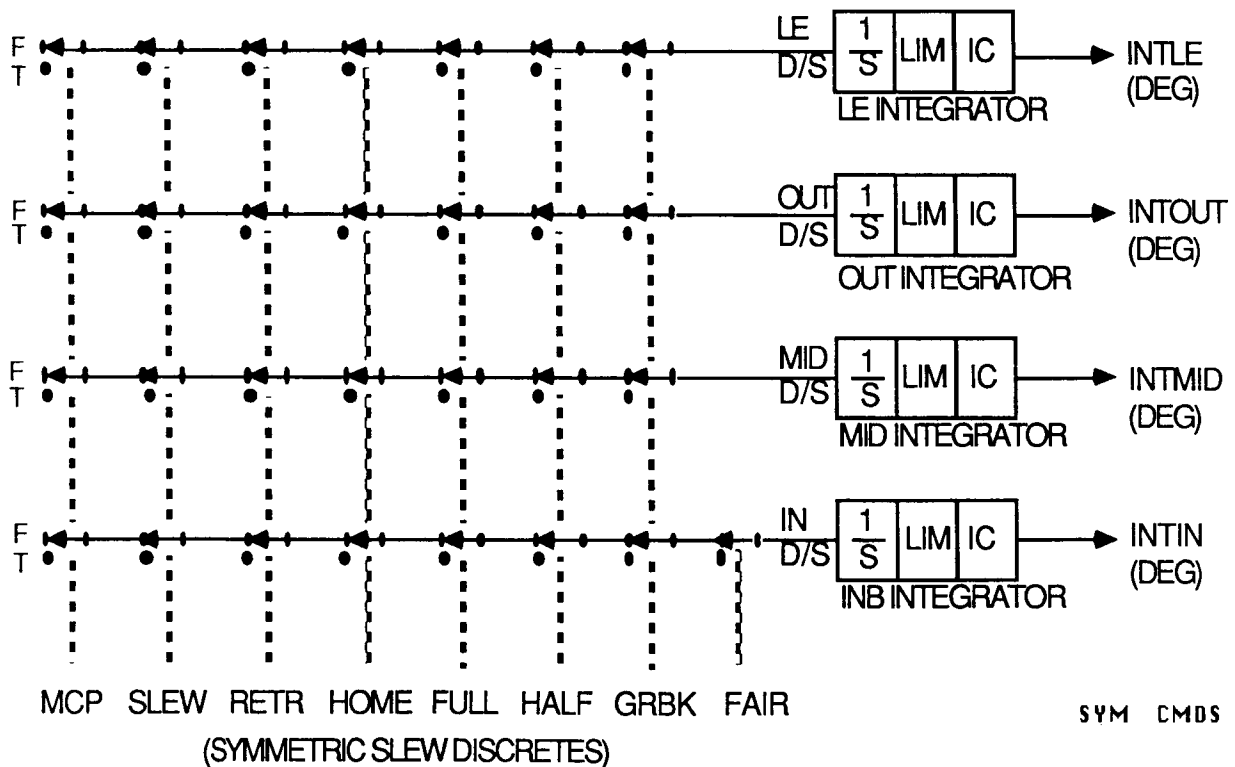 F
T
LE
D/S
1
S
LIM
IC
INTLE
(DEG)
LE INTEGRATOR
F
T
OUT
D/S
1
S
LIM
IC
INTOUT
(DEG)
OUT INTEGRATOR
F
T
MID
D/S
1
S
LIM
IC
INTMID
(DEG)
MID INTEGRATOR
F
T
IN
D/S
1
S
LIM
IC
INTIN
(DEG)
INB INTEGRATOR
MCP SLEW RETR HOME FULL HALF GRBK FAIR
(SYMMETRIC SLEW DISCRETES)
SYM CMDS